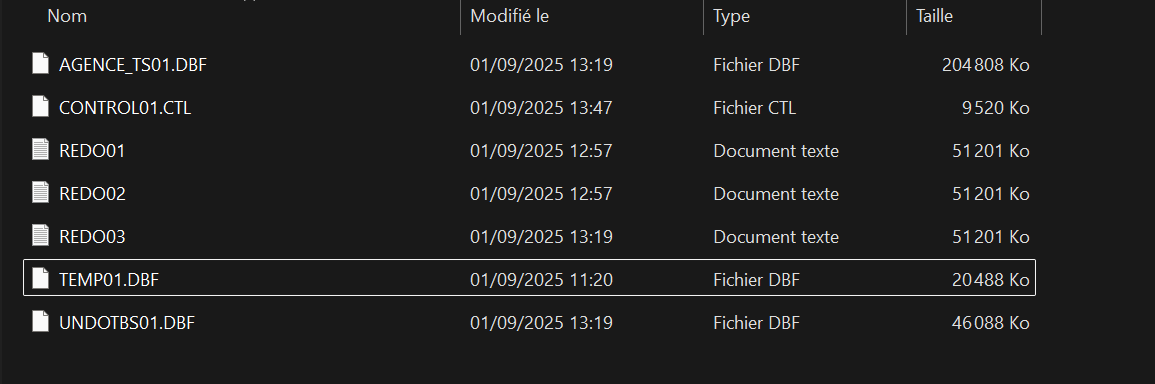 Nom Modifié le Type Taille
AGENCE_TS01.DBF 01/09/2025 13:19 Fichier DBF 204 808 Ko
CONTROL01.CTL 01/09/2025 13:47 Fichier CTL 9 520 Ko
REDO01 01/09/2025 12:57 Document texte 51 201 Ko
REDO02 01/09/2025 12:57 Document texte 51 201 Ko
REDO03 01/09/2025 13:19 Document texte 51 201 Ko
TEMP01.DBF 01/09/2025 11:20 Fichier DBF 20 488 Ko
UNDOTBS01.DBF 01/09/2025 13:19 Fichier DBF 46 088 Ko